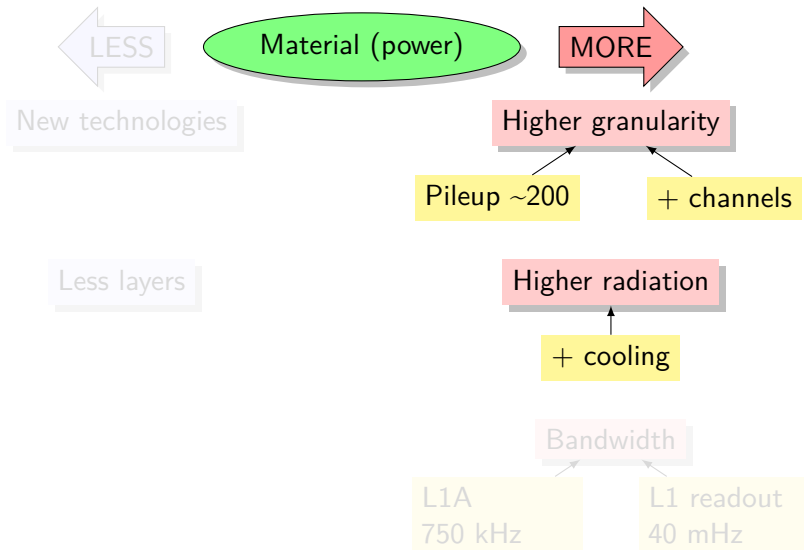 LESS
Material (power)
MORE
New technologies
Higher granularity
Pileup ~200
+ channels
Less layers
Higher radiation
+ cooling
Bandwidth
L1A
750 kHz
L1 readout
40 mHz